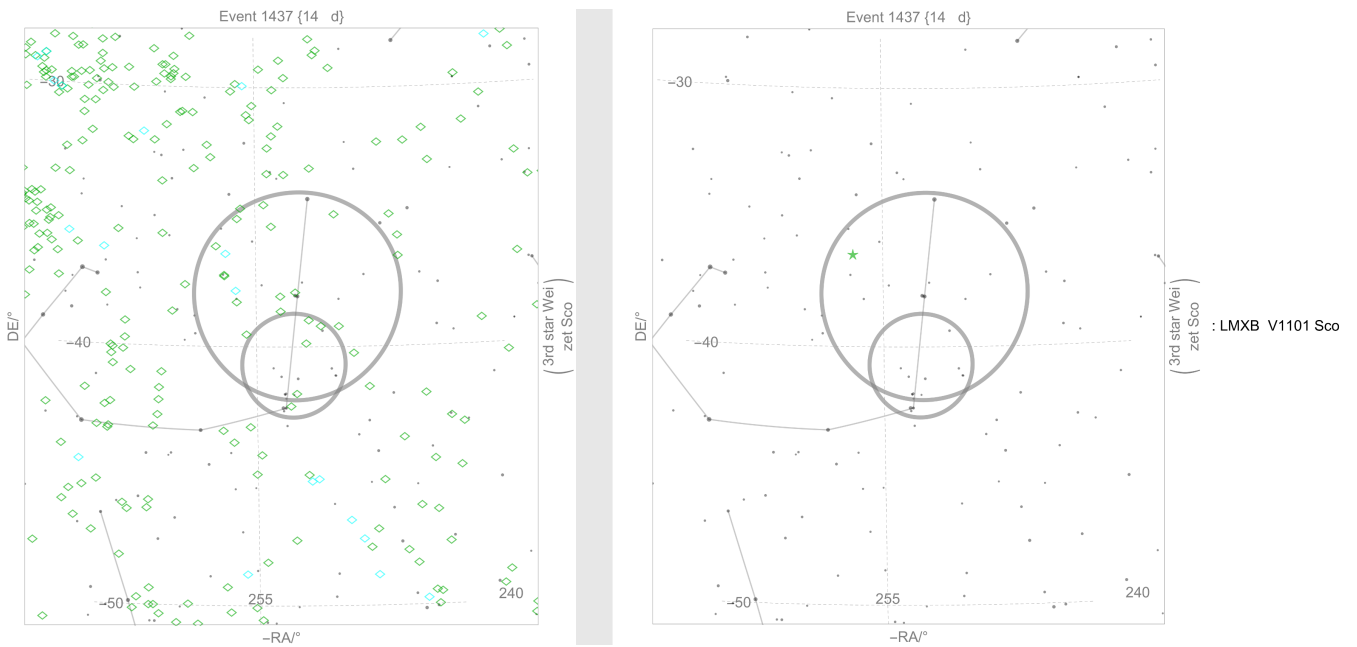 Event 1437 {14 d}
−30
DE/°
−40
(3rd star Wei
zet Sco)
−50
255
240
−RA/°
Event 1437 {14 d}
−30
DE/°
−40
(3rd star Wei
zet Sco)
: LMXB V1101 Sco
−50
255
240
−RA/°